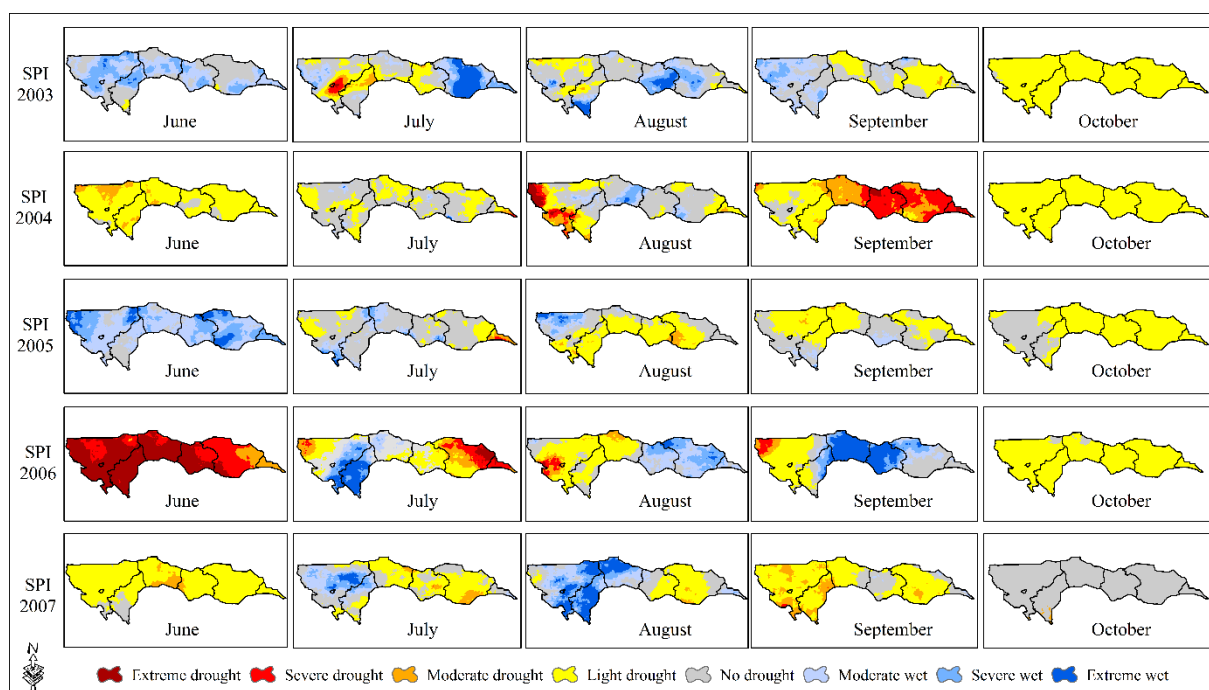 SPI
2003
June
July
August
September
October
SPI
2004
June
July
August
September
October
SPI
2005
June
July
August
September
October
SPI
2006
June
July
August
September
October
SPI
2007
June
July
August
September
October
N
Extreme drought Severe drought Moderate drought Light drought No drought Moderate wet Severe wet Extreme wet